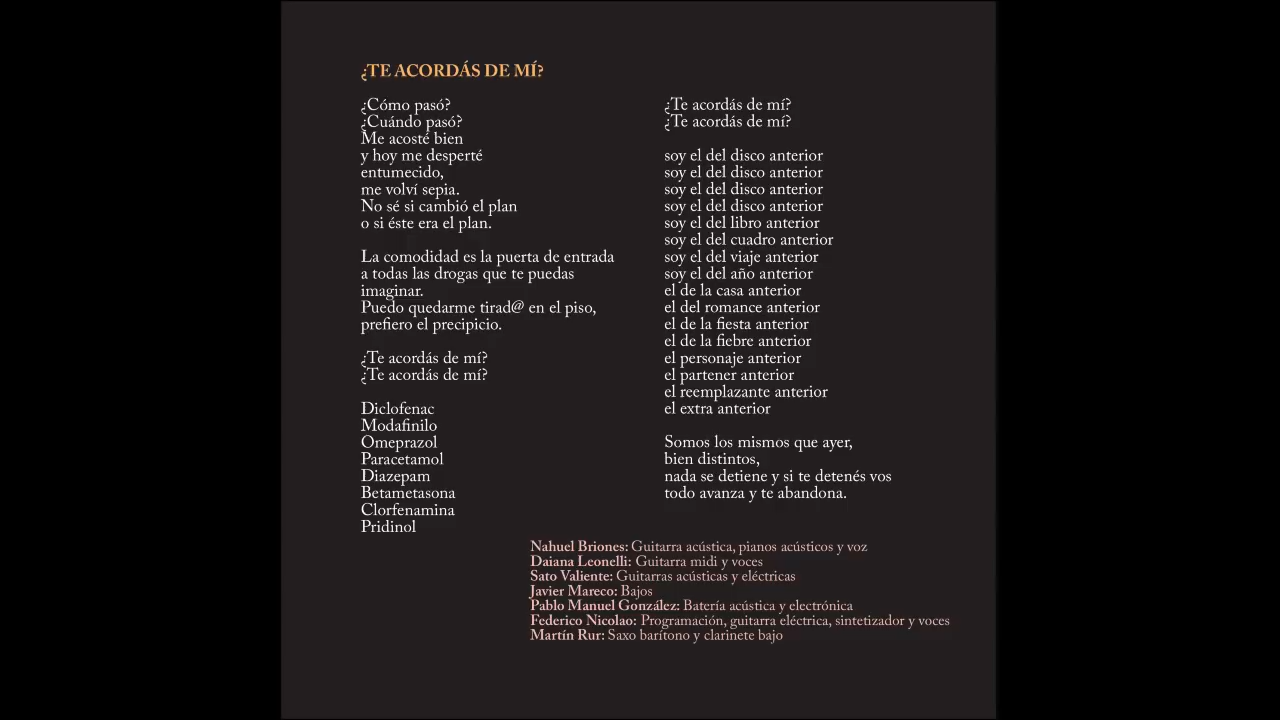 ¿TE ACORDÁS DE MÍ?
¿Cómo pasó?
¿Cuándo pasó?
Me acosté bien
y hoy me desperté
entumecido,
me volví sepia.
No sé si cambió el plan
o si éste era el plan.
La comodidad es la puerta de entrada
a todas las drogas que te puedas
imaginar.
Puedo quedarme tirad@ en el piso,
prefiero el precipicio.
¿Te acordás de mí?
¿Te acordás de mí?
Diclofenac
Modafinilo
Omeprazol
Paracetamol
Diazepam
Betametasona
Clorfenamina
Pridinol
¿Te acordás de mí?
¿Te acordás de mí?
soy el del disco anterior
soy el del disco anterior
soy el del disco anterior
soy el del disco anterior
soy el del libro anterior
soy el del cuadro anterior
soy el del viaje anterior
soy el del año anterior
el de la casa anterior
el del romance anterior
el de la fiesta anterior
el de la fiebre anterior
el personaje anterior
el partener anterior
el reemplazante anterior
el extra anterior
Somos los mismos que ayer,
bien distintos,
nada se detiene y si te detenés vos
todo avanza y te abandona.
Nahuel Briones: Guitarra acústica, pianos acústicos y voz
Daiana Leonelli: Guitarra midi y voces
Sato Valiente: Guitarras acústicas y eléctricas
Javier Mareco: Bajos
Pablo Manuel González: Batería acústica y electrónica
Federico Nicolao: Programación, guitarra eléctrica, sintetizador y voces
Martín Rur: Saxo barítono y clarinete bajo